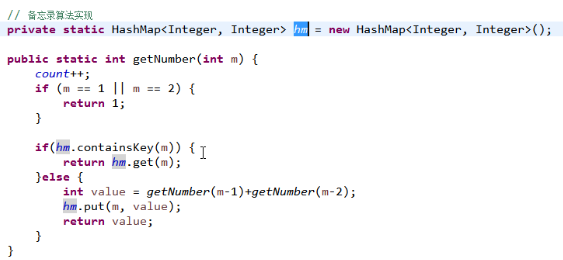 // 备忘录算法实现
private static HashMap<Integer, Integer> hm = new HashMap<Integer, Integer>();
public static int getNumber(int m) {
count++;
if (m == 1 || m == 2) {
return 1;
}
if(hm.containsKey(m)) {
return hm.get(m);
}else {
int value = getNumber(m-1)+getNumber(m-2);
hm.put(m, value);
return value;
}
}